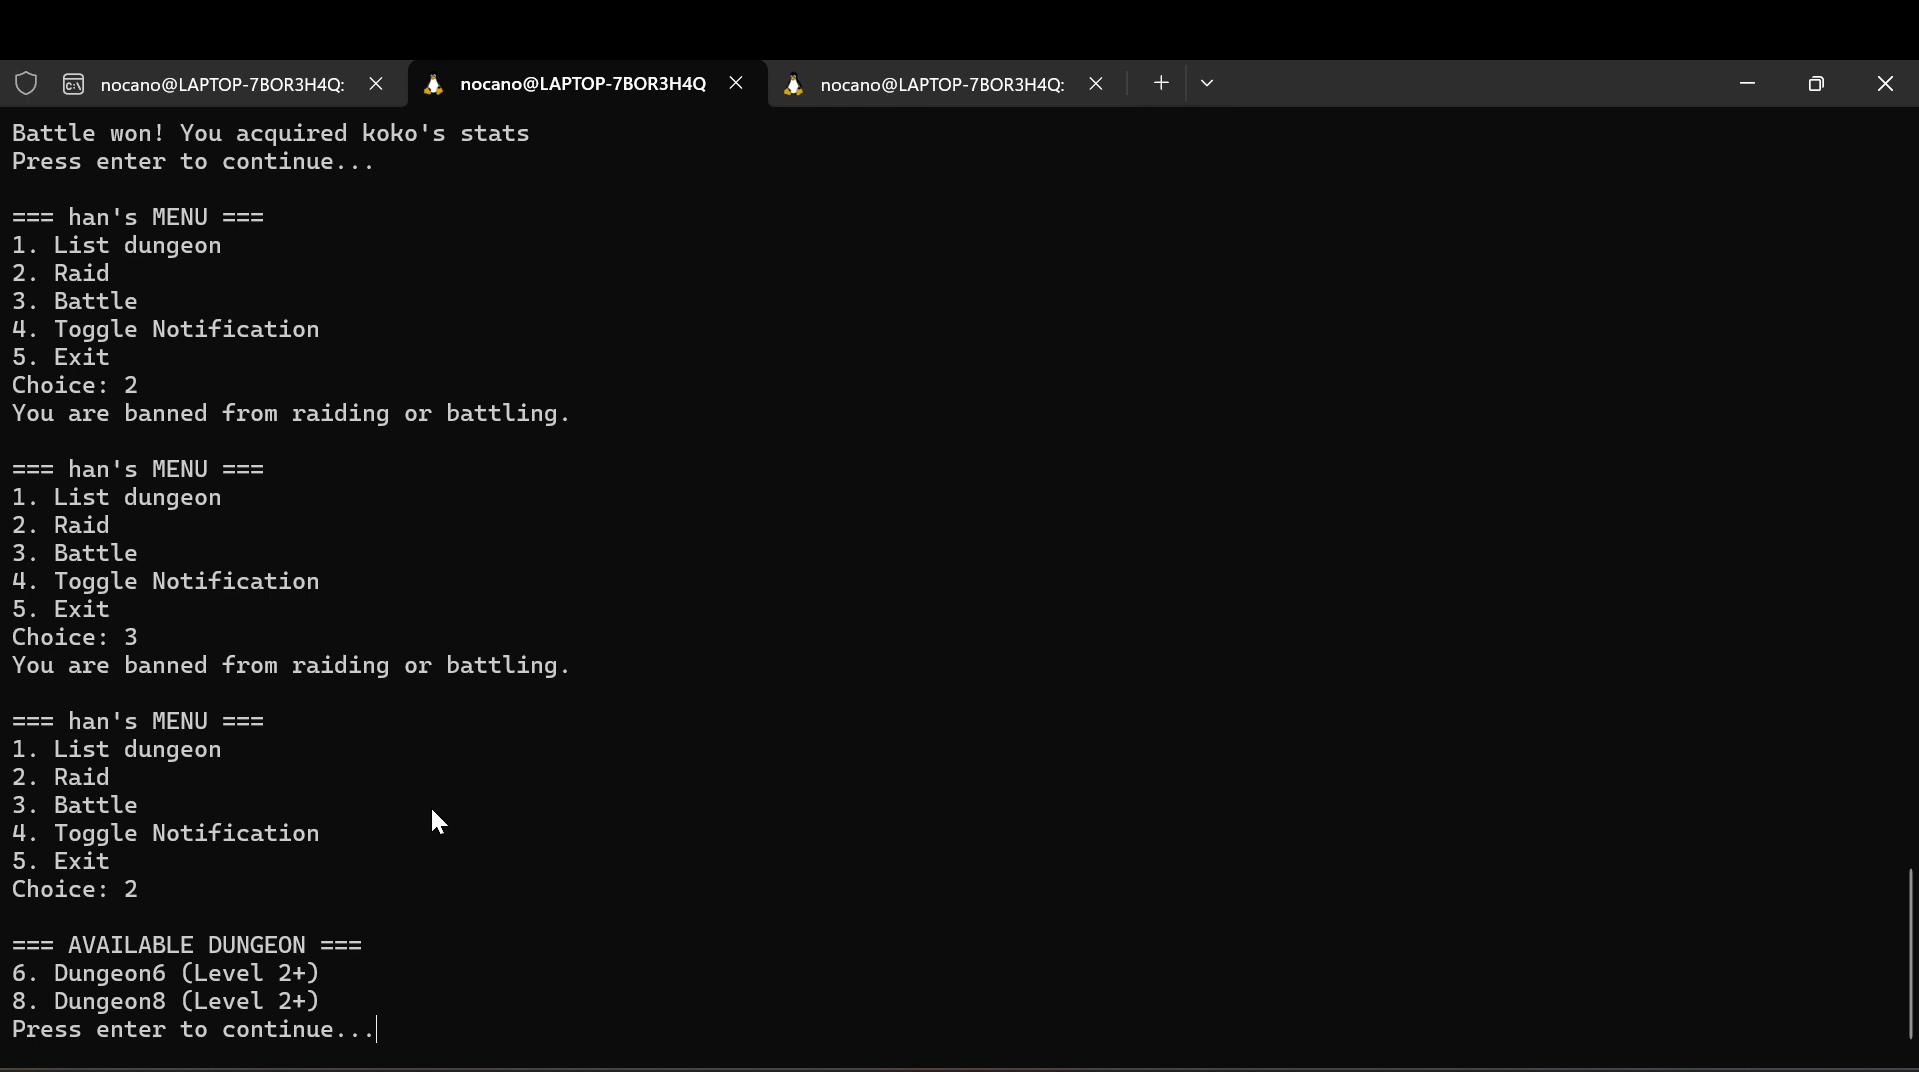 nocano@LAPTOP-7BOR3H4Q: nocano@LAPTOP-7BOR3H4Q nocano@LAPTOP-7BOR3H4Q:
Battle won! You acquired koko's stats
Press enter to continue...
=== han's MENU ===
1. List dungeon
2. Raid
3. Battle
4. Toggle Notification
5. Exit
Choice: 2
You are banned from raiding or battling.
=== han's MENU ===
1. List dungeon
2. Raid
3. Battle
4. Toggle Notification
5. Exit
Choice: 3
You are banned from raiding or battling.
=== han's MENU ===
1. List dungeon
2. Raid
3. Battle
4. Toggle Notification
5. Exit
Choice: 2
=== AVAILABLE DUNGEON ===
6. Dungeon6 (Level 2+)
8. Dungeon8 (Level 2+)
Press enter to continue...